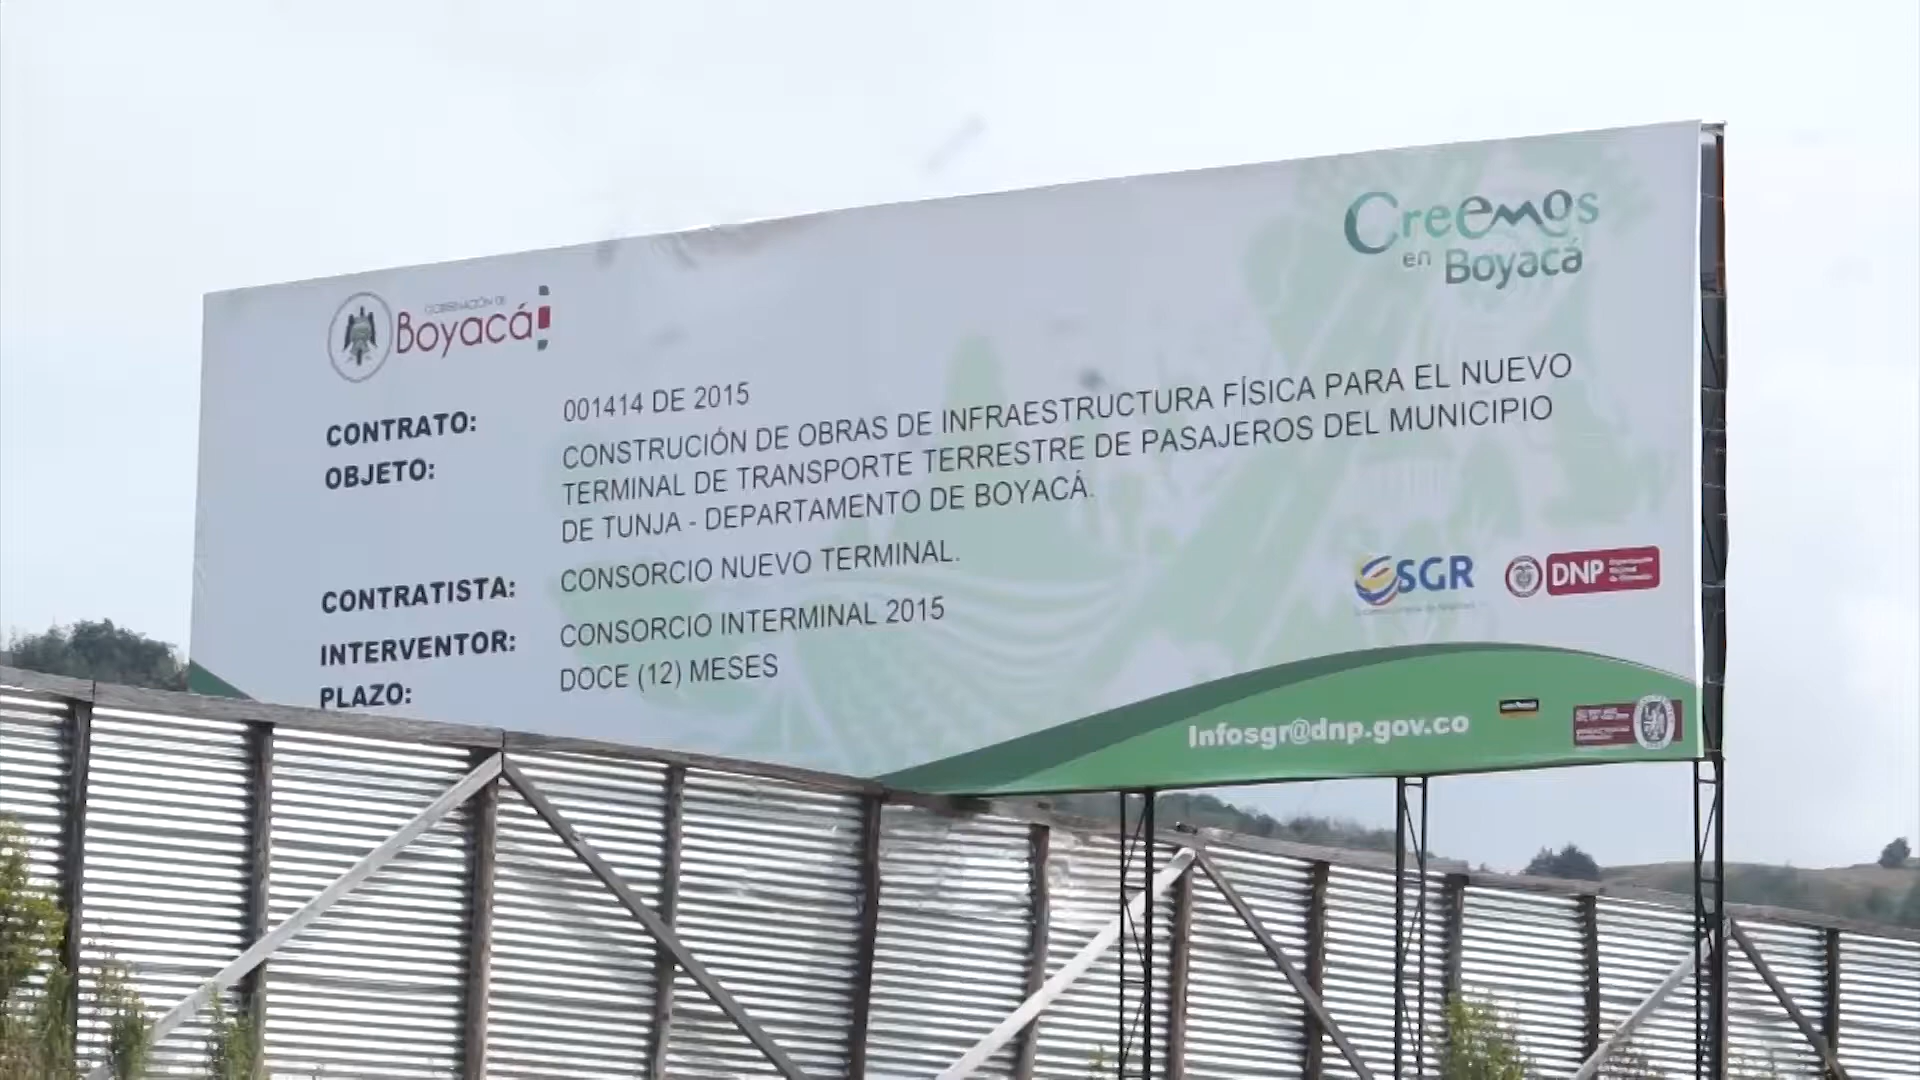 GOBERNACIÓN DE
Boyacá
Creemos
en Boyacá
CONTRATO: 001414 DE 2015
OBJETO: CONSTRUCIÓN DE OBRAS DE INFRAESTRUCTURA FÍSICA PARA EL NUEVO
TERMINAL DE TRANSPORTE TERRESTRE DE PASAJEROS DEL MUNICIPIO
DE TUNJA - DEPARTAMENTO DE BOYACÁ.
CONTRATISTA: CONSORCIO NUEVO TERMINAL.
INTERVENTOR: CONSORCIO INTERMINAL 2015
PLAZO: DOCE (12) MESES
SGR
DNP
Infosgr@dnp.gov.co